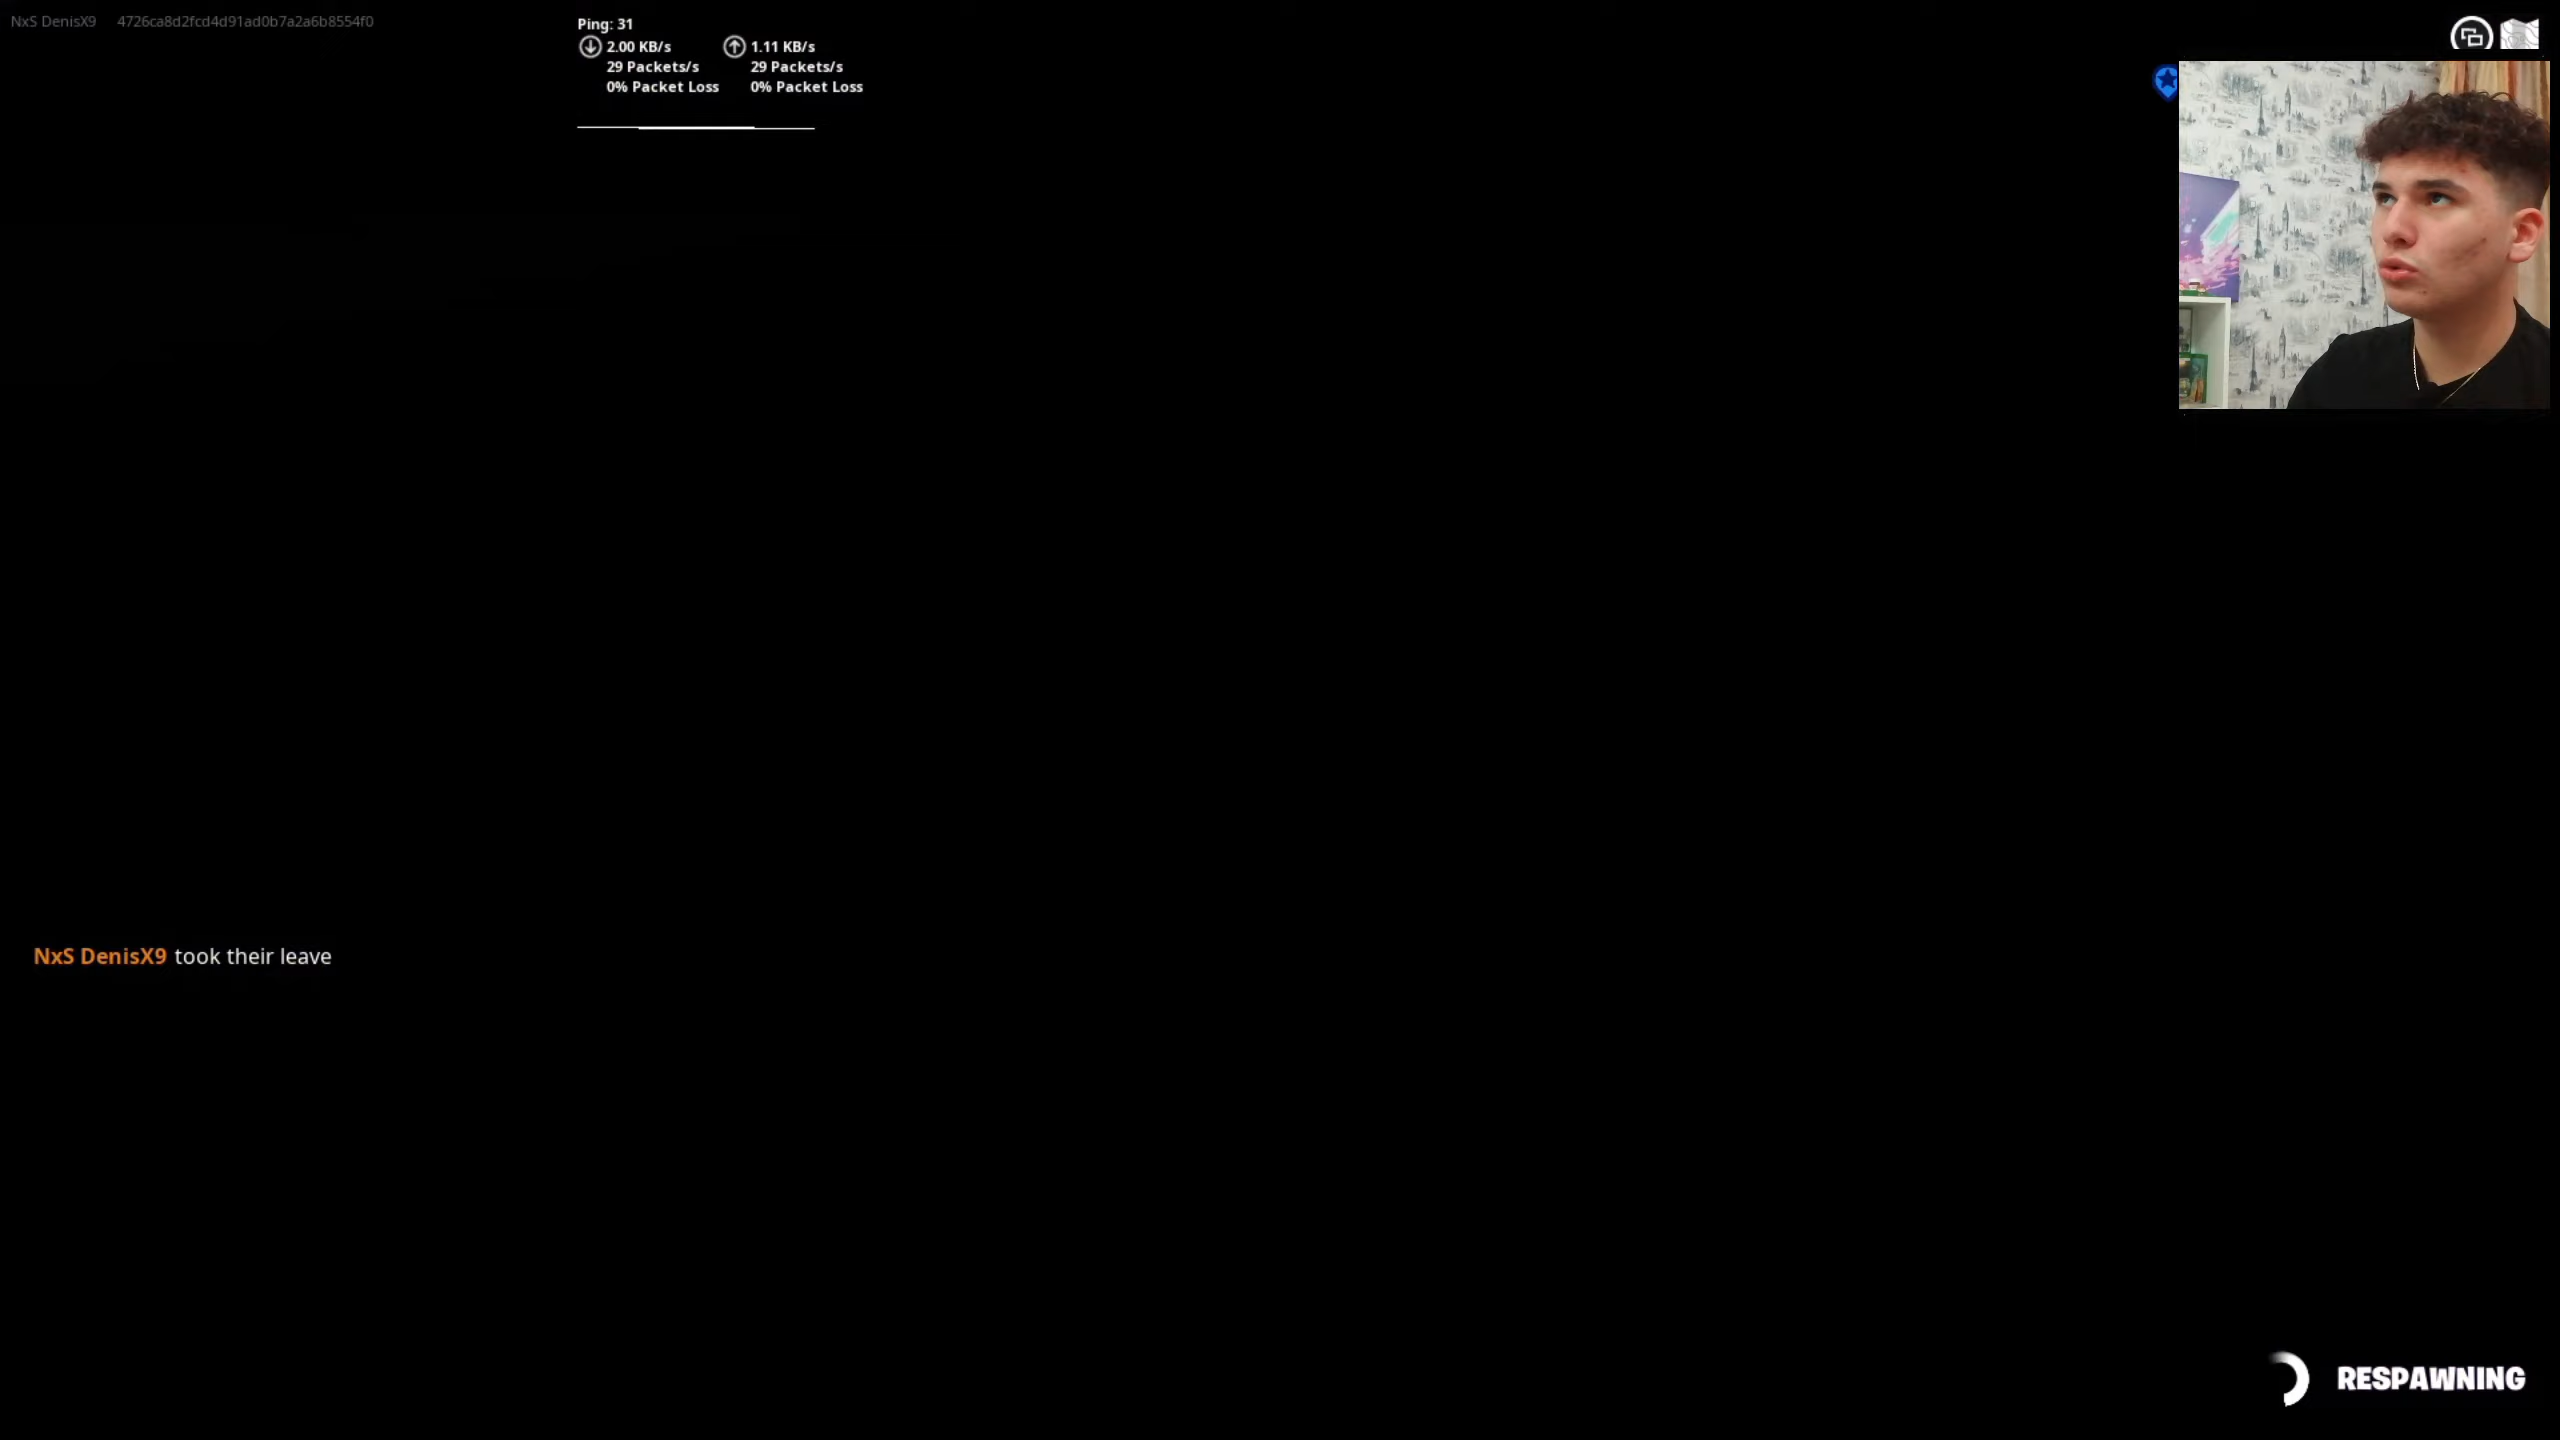 NxS DenisX9 4726ca8d2fcd4d91ad0b7a2a6b8554f0
Ping: 31
2.00 KB/s 1.11 KB/s
29 Packets/s 29 Packets/s
0% Packet Loss 0% Packet Loss
NxS DenisX9 took their leave
RESPAWNING